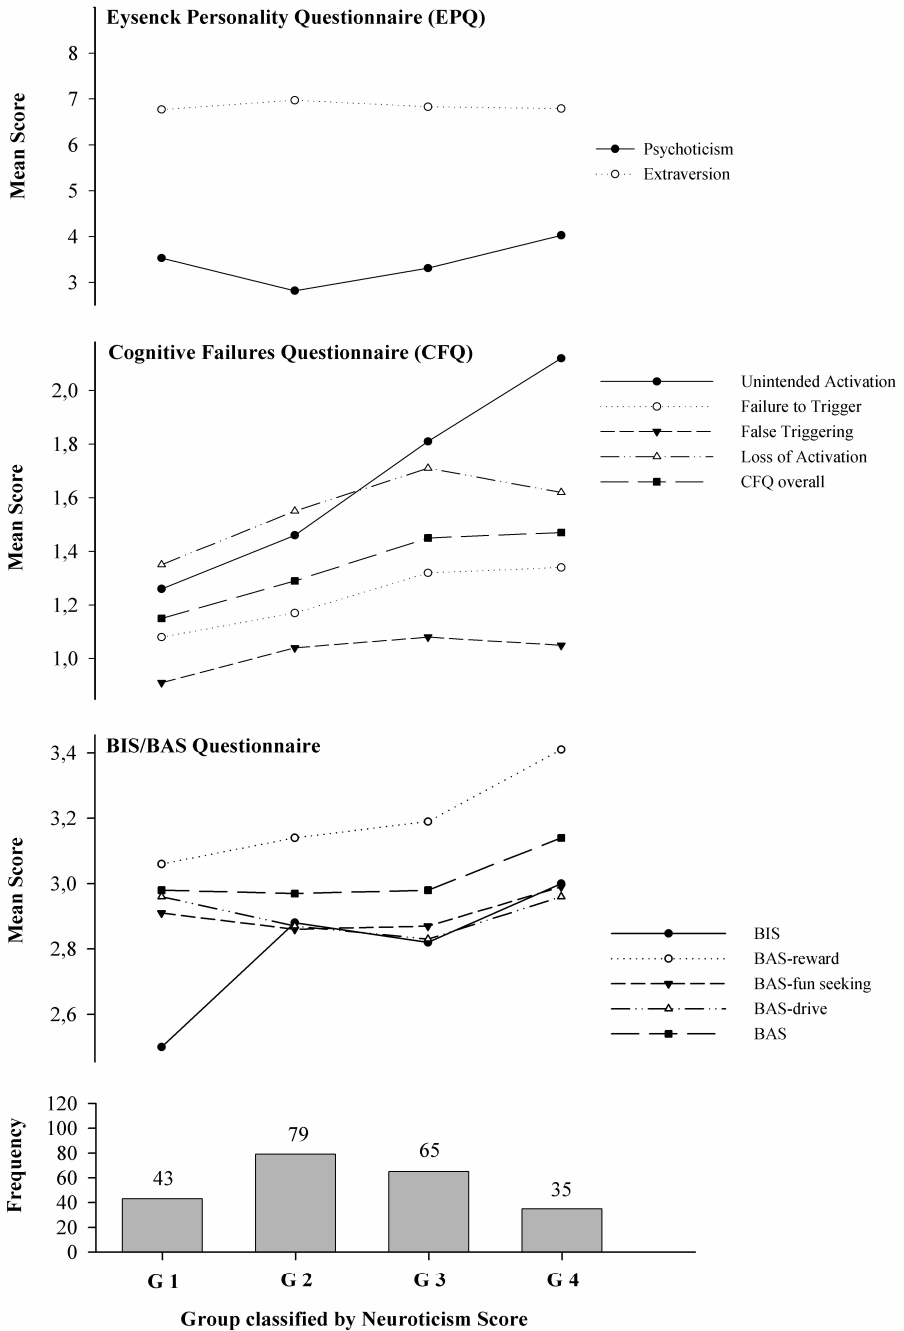 Eysenck Personality Questionnaire (EPQ)
8
7
6
5
4
3
Mean Score
Psychoticism
Extraversion
Cognitive Failures Questionnaire (CFQ)
2,0
1,8
1,6
1,4
1,2
1,0
Mean Score
Unintended Activation
Failure to Trigger
False Triggering
Loss of Activation
CFQ overall
BIS/BAS Questionnaire
3,4
3,2
3,0
2,8
2,6
Mean Score
BIS
BAS-reward
BAS-fun seeking
BAS-drive
BAS
120
100
80
60
40
20
0
Frequency
43
79
65
35
G 1
G 2
G 3
G 4
Group classified by Neuroticism Score